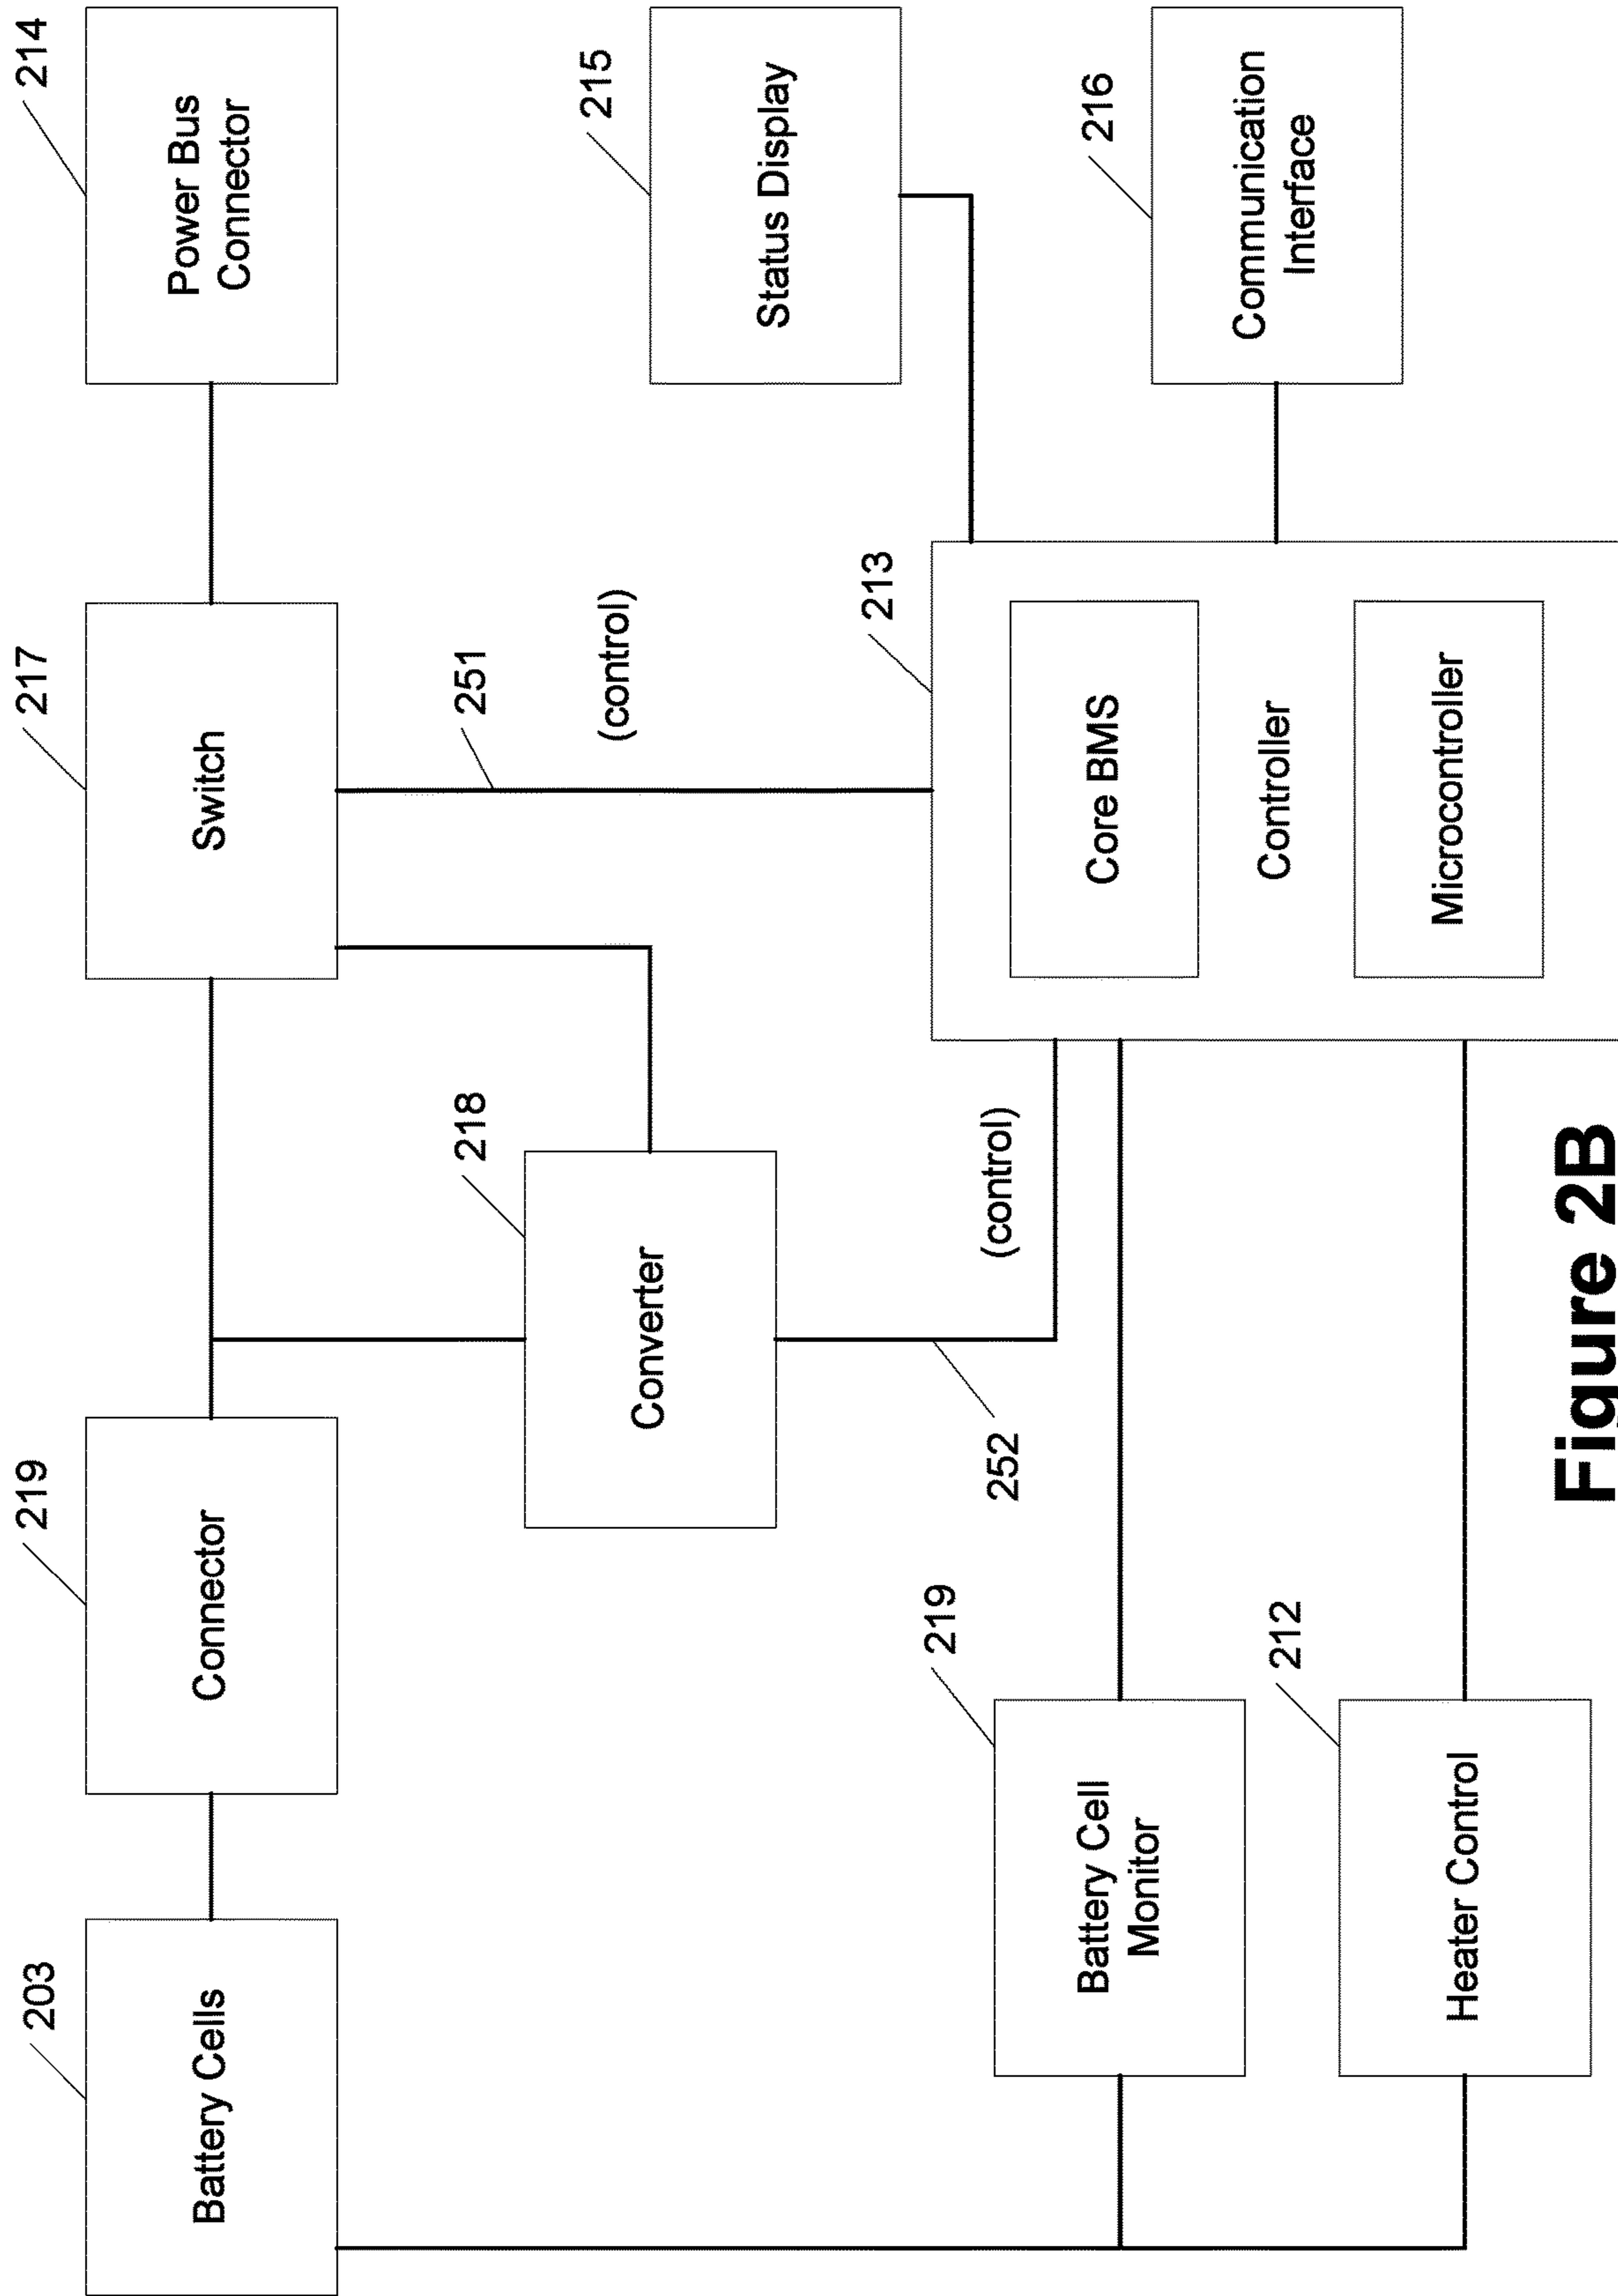 203
219
217
214
Battery Cells
Connector
Switch
Power Bus
Connector
218
251
215
(control)
Converter
Status Display
219
252
(control)
213
Battery Cell
Monitor
Core BMS
216
212
Controller
Communication
Interface
Heater Control
Microcontroller
Figure 2B